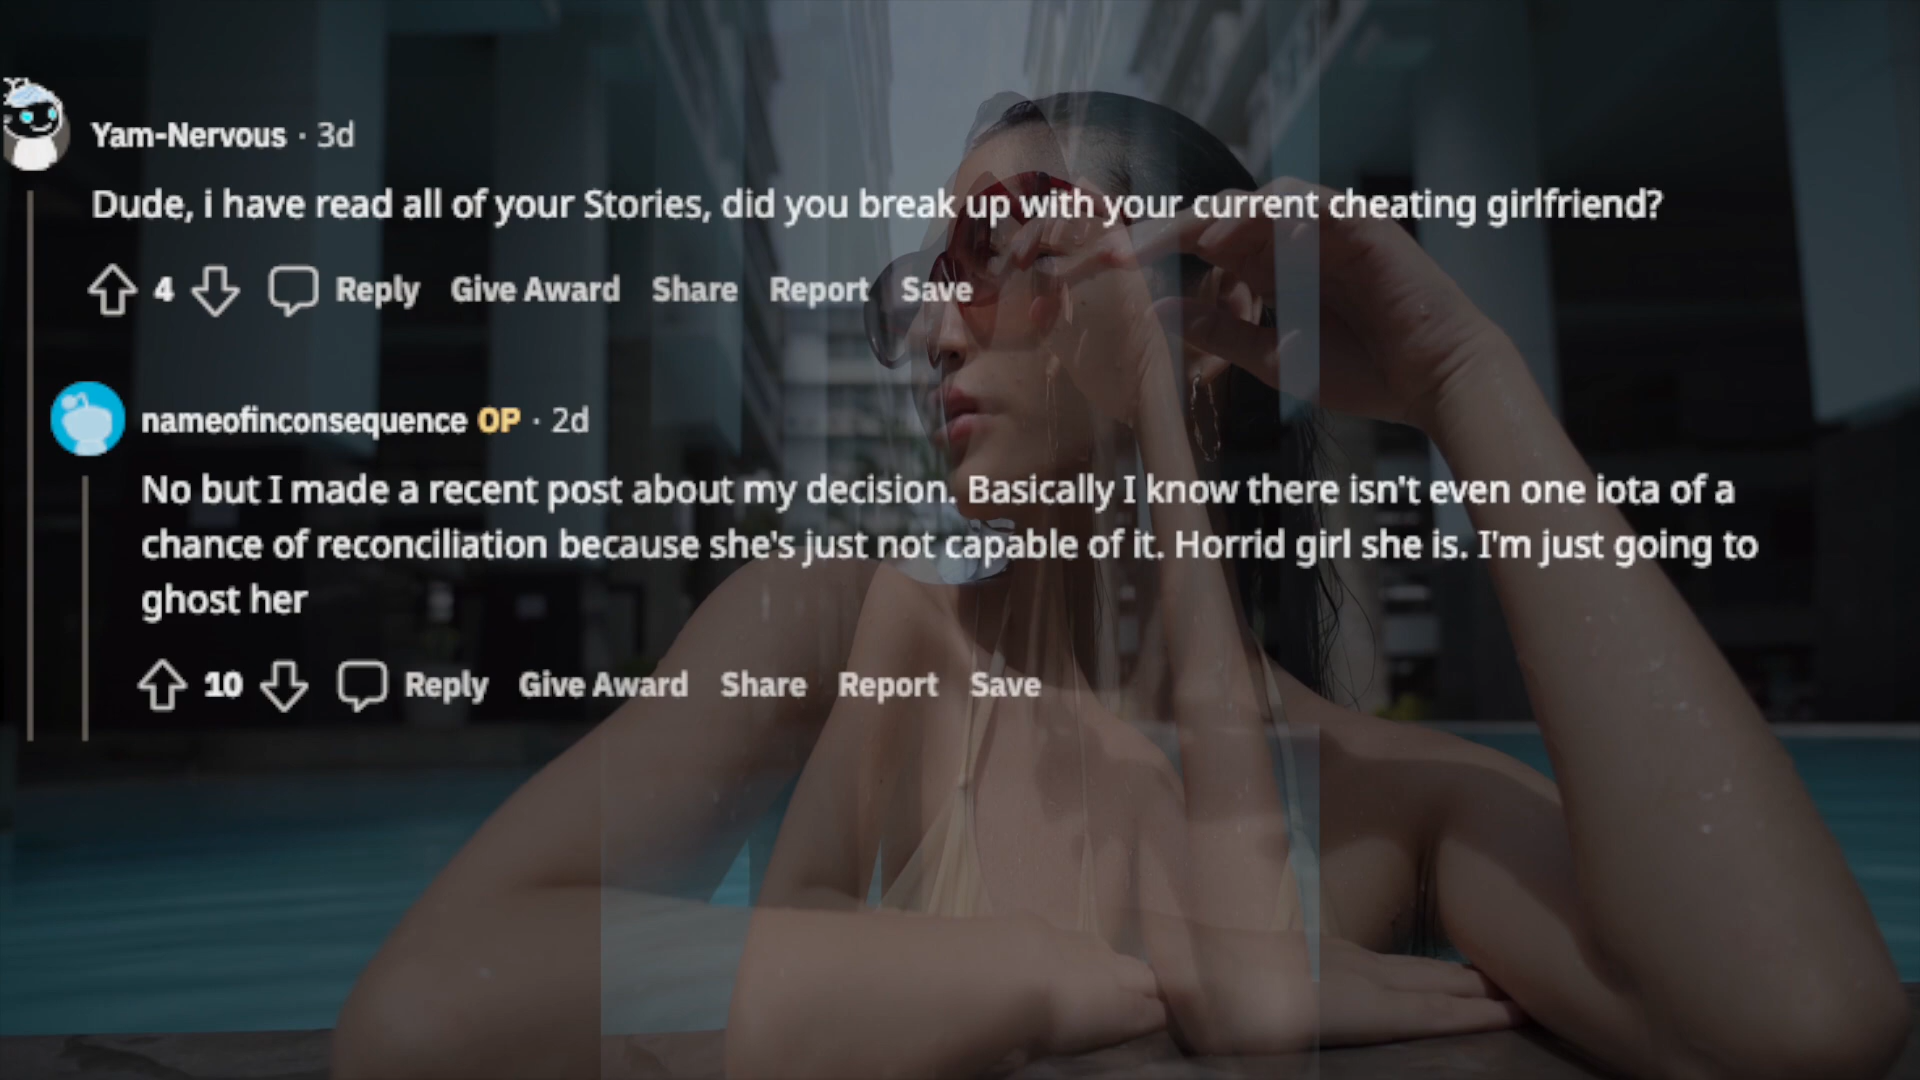 Yam-Nervous · 3d
Dude, i have read all of your Stories, did you break up with your current cheating girlfriend?
4 Reply Give Award Share Report Save
nameofinconsequence OP · 2d
No but I made a recent post about my decision. Basically I know there isn't even one iota of a
chance of reconciliation because she's just not capable of it. Horrid girl she is. I'm just going to
ghost her
10 Reply Give Award Share Report Save